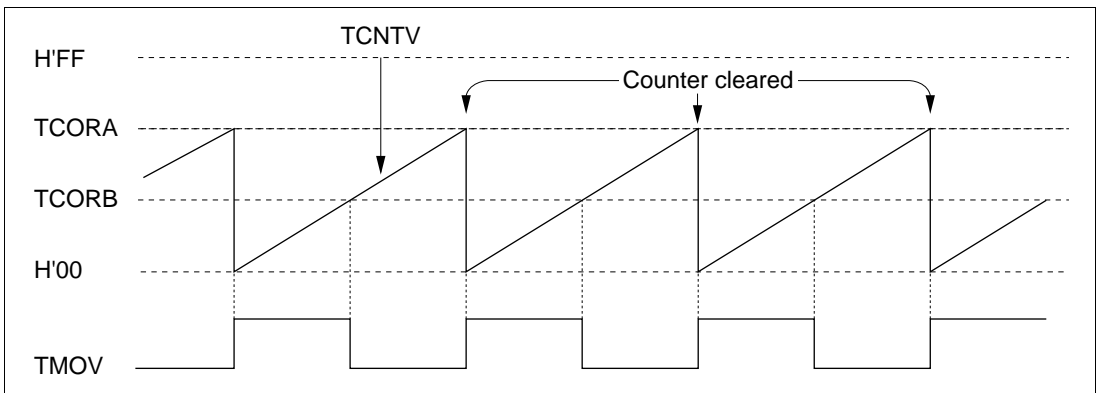 TCNTV
H'FF
Counter cleared
TCORA
TCORB
H'00
TMOV